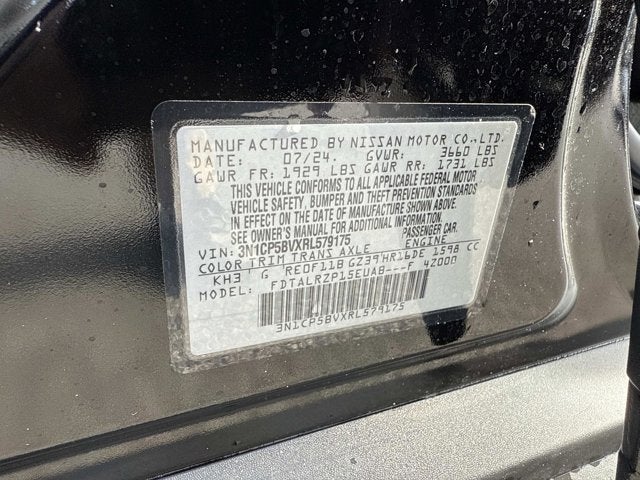 MANUFACTURED BY NISSAN MOTOR CO.,LTD.
DATE: 07/24. GVWR: 3660 LBS
GAWR FR: 1929 LBS GAWR RR: 1731 LBS
THIS VEHICLE CONFORMS TO ALL APPLICABLE FEDERAL MOTOR
VEHICLE SAFETY, BUMPER AND THEFT PREVENTION STANDARDS
IN EFFECT ON THE DATE OF MANUFACTURE SHOWN ABOVE.
SEE OWNER'S MANUAL FOR ADDITIONAL INFORMATION.
VIN: 3N1CP5BVXRL579175 PASSENGER CAR.
COLOR TRIM TRANS AXLE ENGINE
KH3 G RE0F11B GZ39 HR16DE 1598 CC
MODEL: FDTALRZP15EUAB---F 42000
3N1CP5BVXRL579175